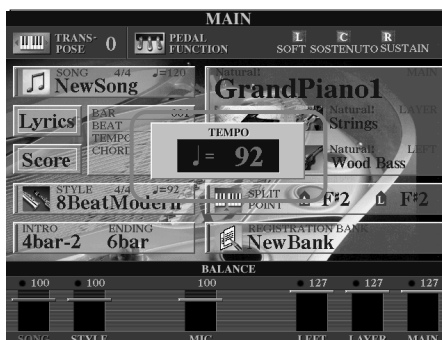 MAIN
TRANS-
POSE 0
PEDAL
FUNCTION
L C R
SOFT SOSTENUTO SUSTAIN
SONG 4/4 ♩=120
NewSong
Natural! MAIN
GrandPiano1
Lyrics
BAR 001
BEAT
TEMPO
CHORD
Natural! LAYER
Strings
TEMPO
♩= 92
Score
Natural! LEFT
Wood Bass
STYLE 4/4 ♩=92
8BeatModern
SPLIT
POINT
F♯2 L F♯2
INTRO ENDING
4bar-2 6bar
REGISTRATION BANK
NewBank
BALANCE
100 100 100 127 127 127
SONG STYLE MIC LEFT LAYER MAIN